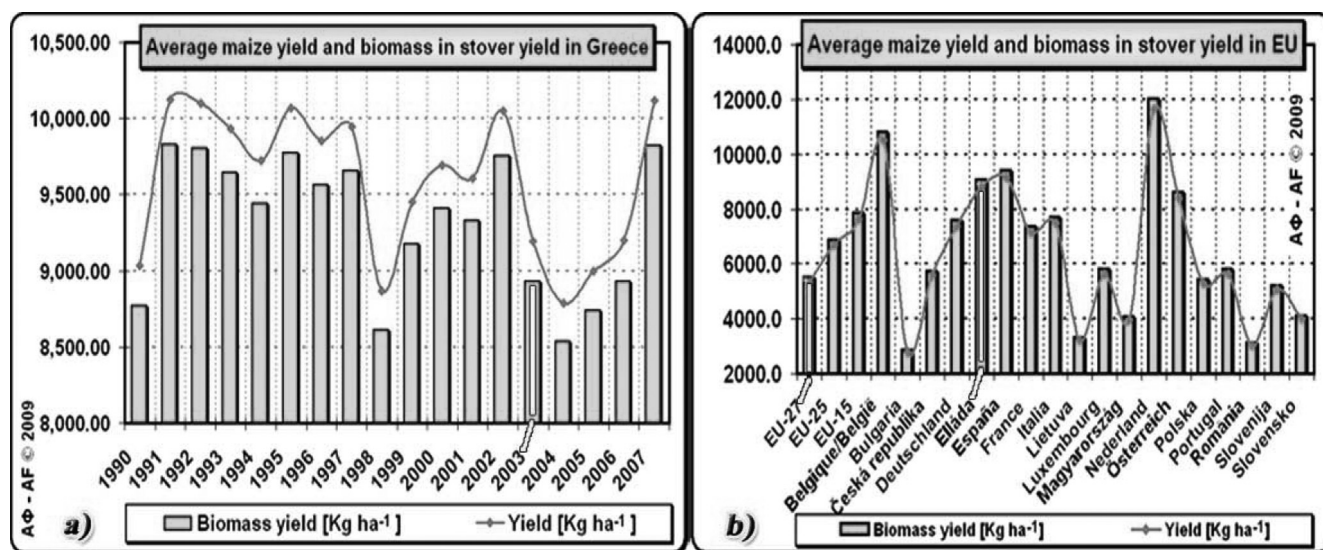 Average maize yield and biomass in stover yield in Greece
10,500.00
10,000.00
9,500.00
9,000.00
8,500.00
8,000.00
1990
1991
1992
1993
1994
1995
1996
1997
1998
1999
2000
2001
2002
2003
2004
2005
2006
2007
ΑΦ - AF © 2009
a)
Biomass yield [Kg ha⁻¹]
Yield [Kg ha⁻¹]
Average maize yield and biomass in stover yield in EU
14000.0
12000.0
10000.0
8000.0
6000.0
4000.0
2000.0
EU-27
EU-25
EU-15
Belgique/België
Bulgaria
Česká republika
Deutschland
Elláda
España
France
Italia
Lietuva
Luxembourg
Magyarország
Nederland
Österreich
Polska
Portugal
România
Slovenija
Slovensko
ΑΦ - AF © 2009
b)
Biomass yield [Kg ha⁻¹]
Yield [Kg ha⁻¹]